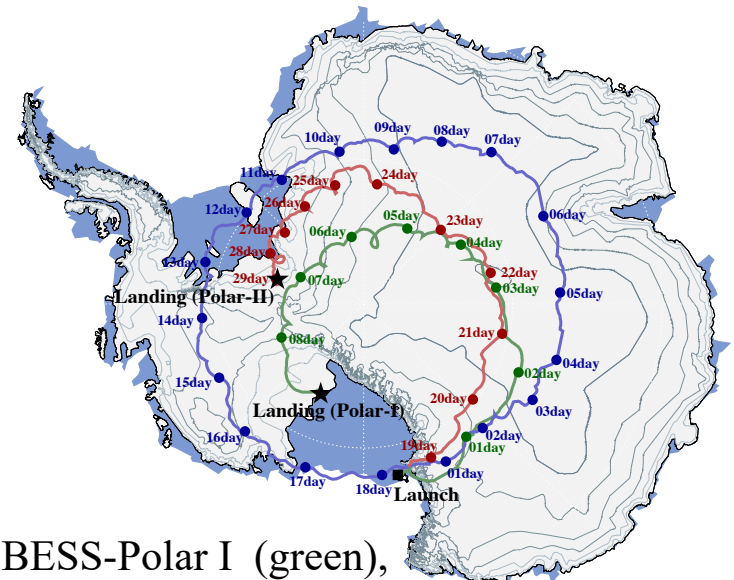 10day
09day
08day
07day
11day
25day
24day
12day
26day
06day
27day
06day
05day
23day
04day
28day
13day
29day
07day
22day
03day
05day
Landing (Polar-II)
14day
21day
08day
04day
02day
15day
20day
03day
Landing (Polar-I)
16day
02day
19day
01day
17day
18day
01day
Launch
BESS-Polar I (green),